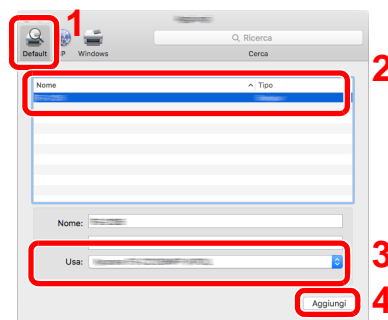 1
Ricerca
Default P Windows Cerca
2
Nome Tipo
Nome:
3
Usa:
4
Aggiungi